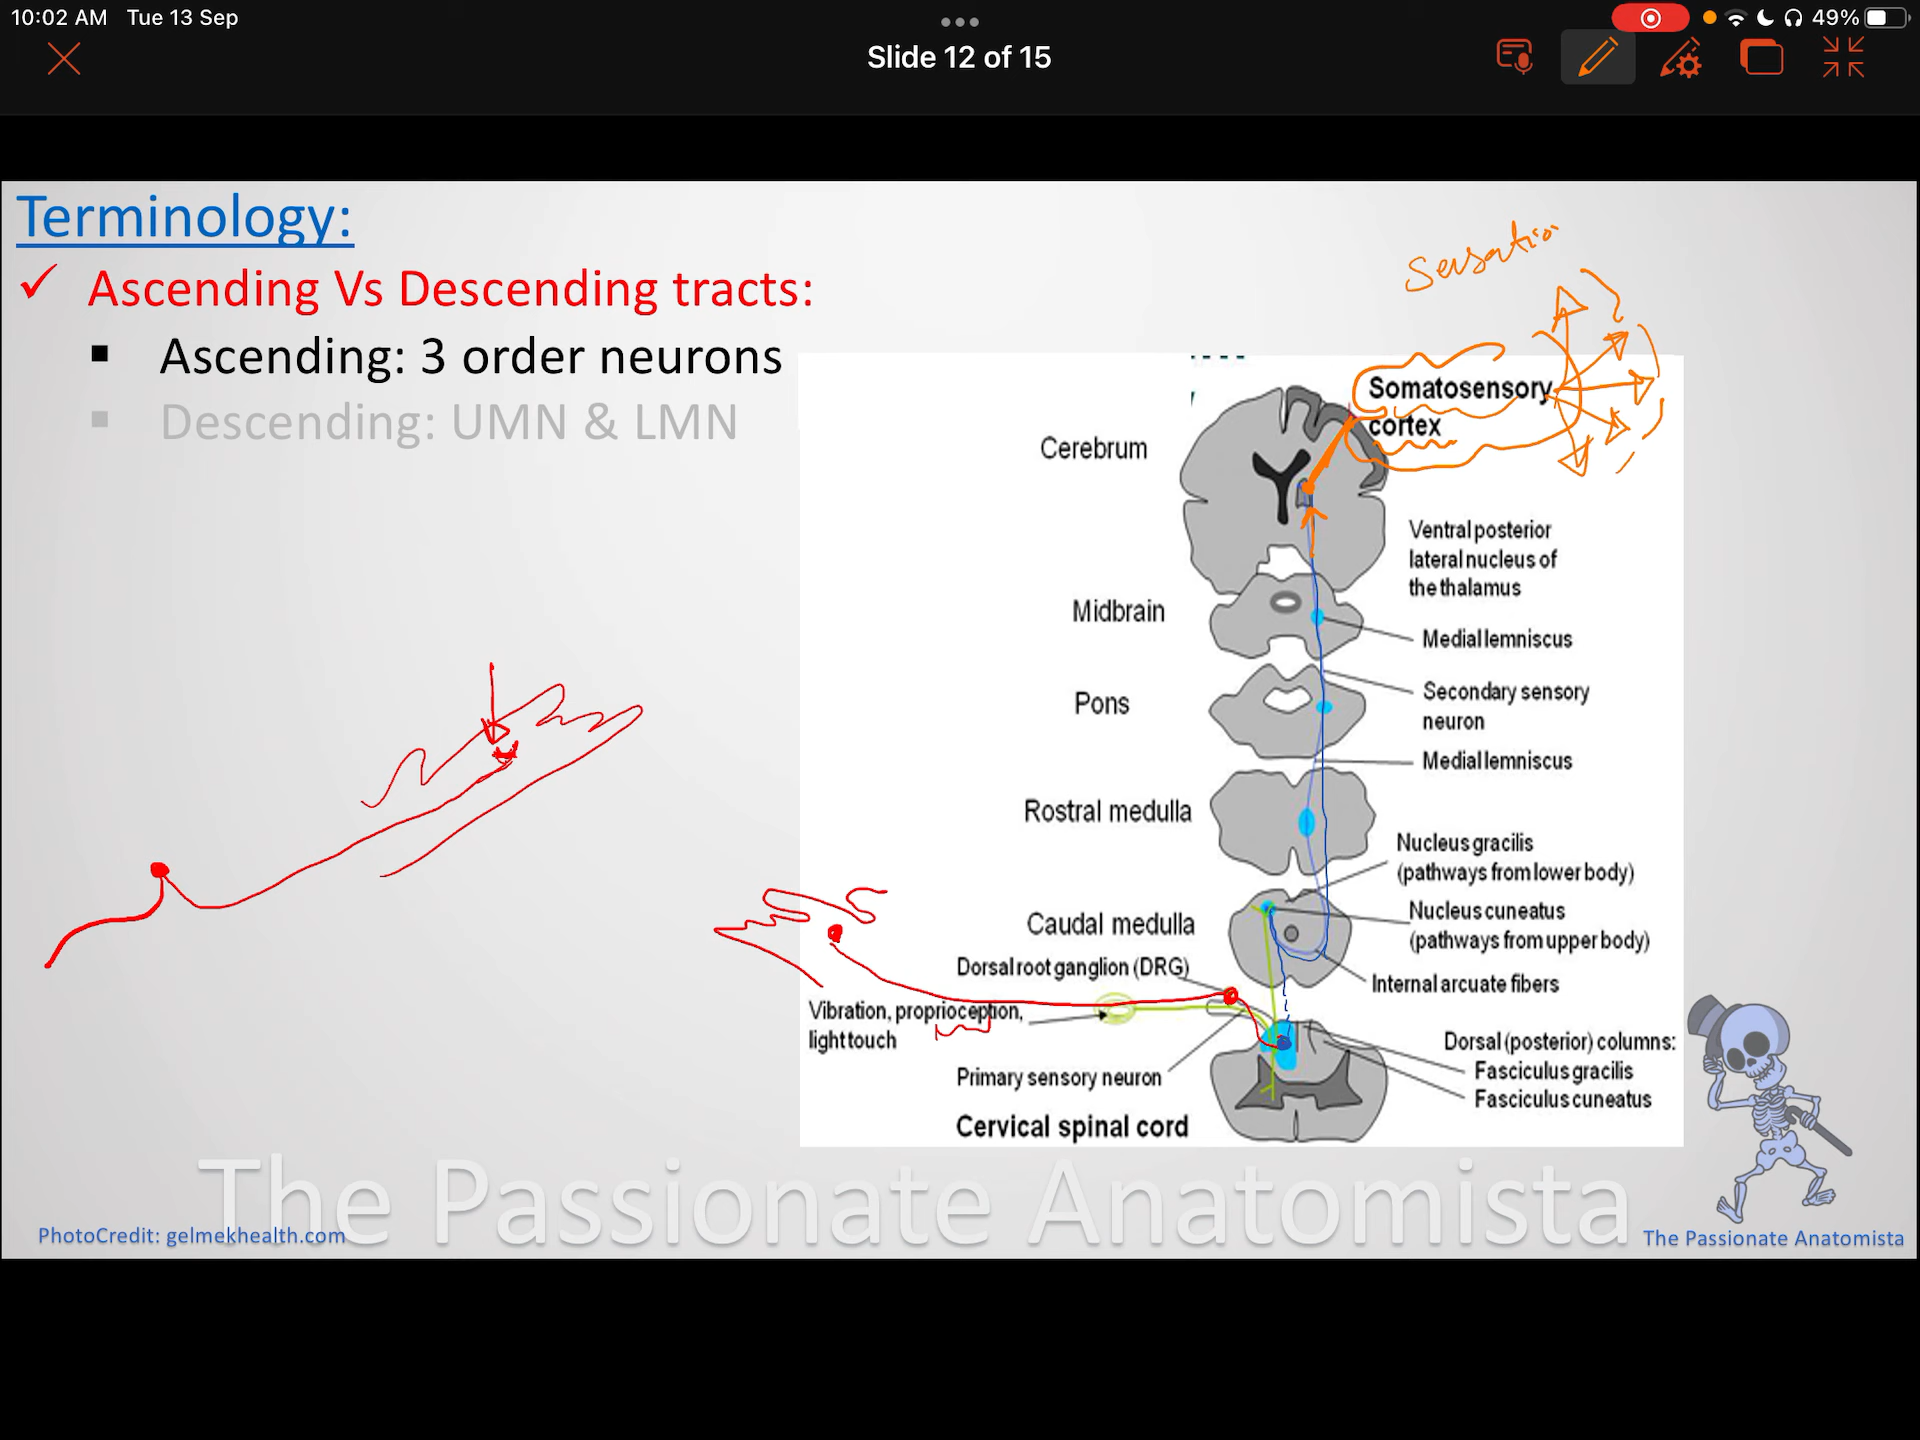 10:02 AM Tue 13 Sep
49%
Slide 12 of 15
Terminology:
✓ Ascending Vs Descending tracts:
▪ Ascending: 3 order neurons
▪ Descending: UMN & LMN
Sensation
Somatosensory
cortex
Cerebrum
Ventral posterior
lateral nucleus of
the thalamus
Midbrain
Medial lemniscus
Secondary sensory
neuron
Pons
Medial lemniscus
Rostral medulla
Nucleus gracilis
(pathways from lower body)
Caudal medulla
Nucleus cuneatus
(pathways from upper body)
Dorsal root ganglion (DRG)
Internal arcuate fibers
Vibration, proprioception,
light touch
Dorsal (posterior) columns:
Fasciculus gracilis
Fasciculus cuneatus
Primary sensory neuron
Cervical spinal cord
The Passionate Anatomista
PhotoCredit: gelmekhealth.com
The Passionate Anatomista